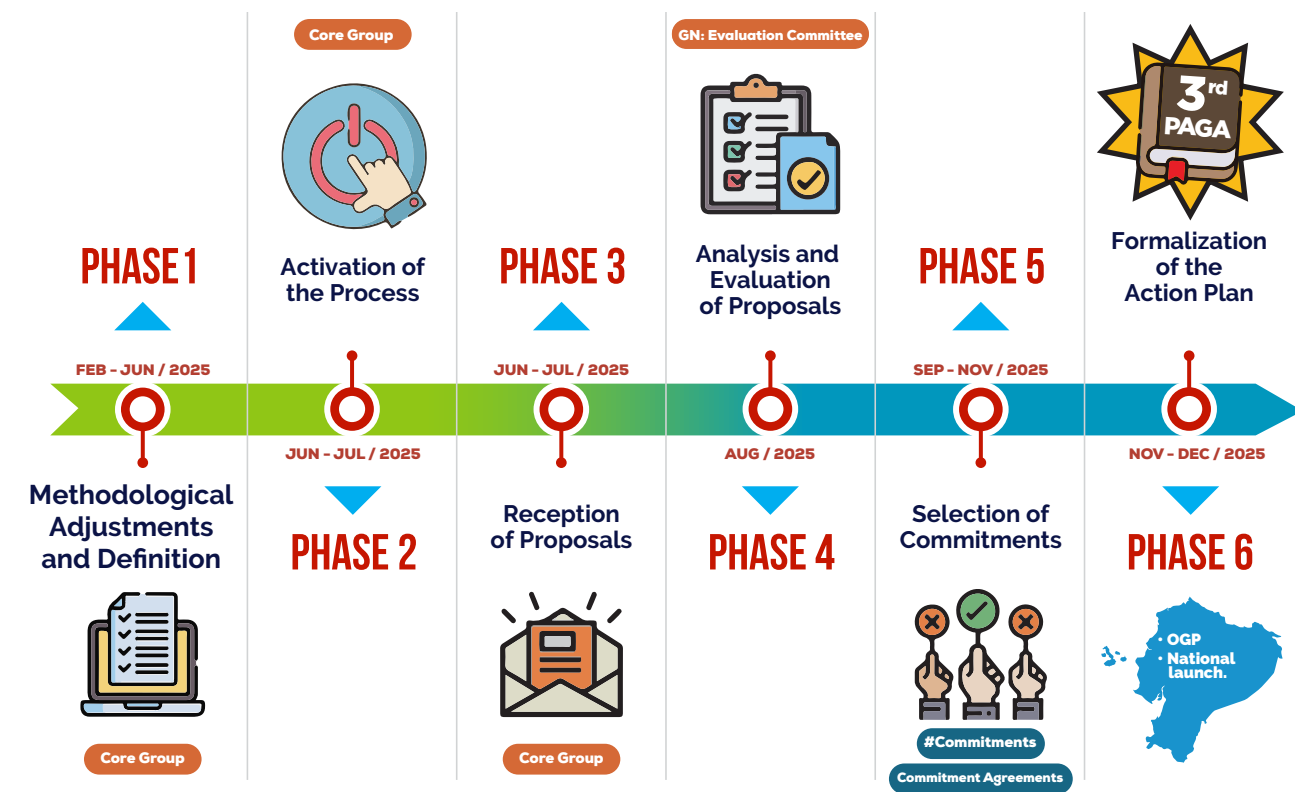 PHASE 1
FEB - JUN / 2025
Methodological
Adjustments
and Definition
Core Group
Core Group
Activation of
the Process
JUN - JUL / 2025
PHASE 2
PHASE 3
JUN - JUL / 2025
Reception
of Proposals
Core Group
GN: Evaluation Committee
Analysis and
Evaluation
of Proposals
AUG / 2025
PHASE 4
PHASE 5
SEP - NOV / 2025
Selection of
Commitments
#Commitments
Commitment Agreements
3rd
PAGA
Formalization
of the
Action Plan
NOV - DEC / 2025
PHASE 6
• OGP
• National
launch.